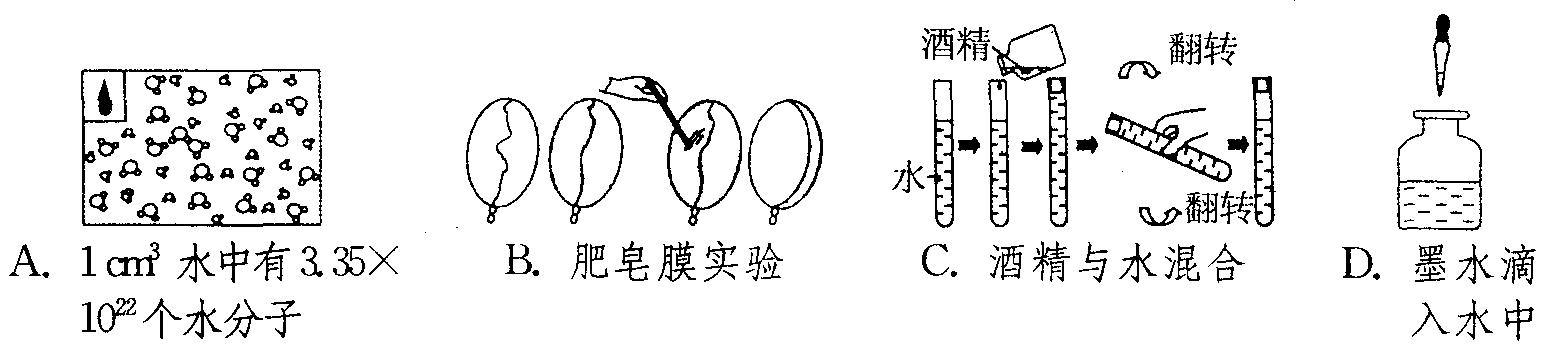 酒精
翻转
水
翻转
A. 1 cm³ 水中有 3.35×
10²² 个水分子
B. 肥皂膜实验
C. 酒精与水混合
D. 墨水滴
入水中